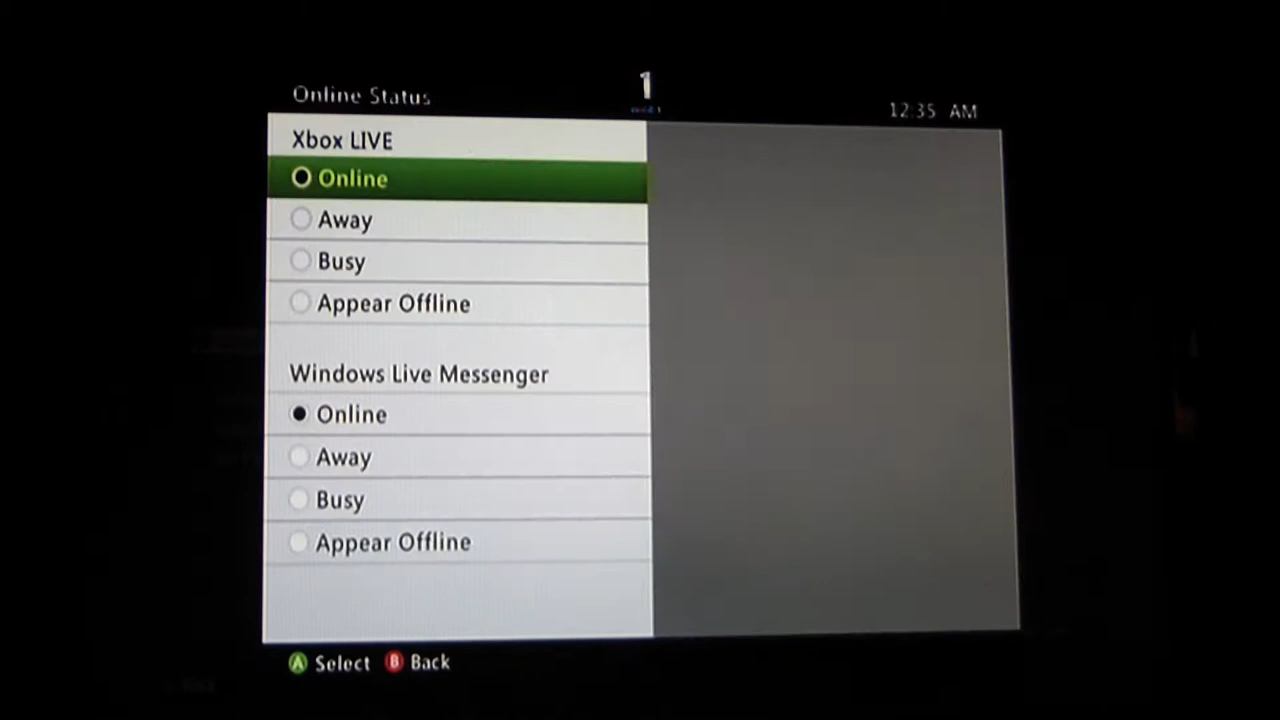 Online Status
1
12:35 AM
Xbox LIVE
Online
Away
Busy
Appear Offline
Windows Live Messenger
Online
Away
Busy
Appear Offline
A Select B Back